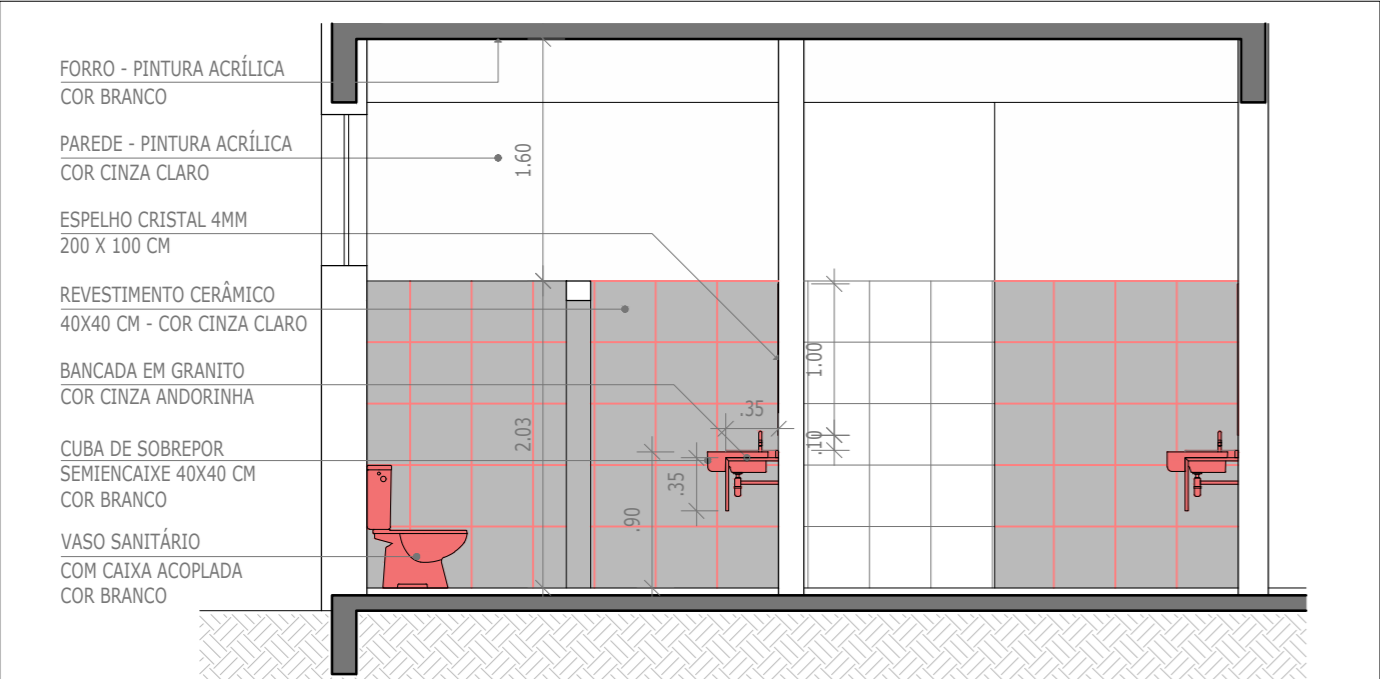 FORRO - PINTURA ACRÍLICA
COR BRANCO
PAREDE - PINTURA ACRÍLICA
COR CINZA CLARO
ESPELHO CRISTAL 4MM
200 X 100 CM
REVESTIMENTO CERÂMICO
40X40 CM - COR CINZA CLARO
BANCADA EM GRANITO
COR CINZA ANDORINHA
CUBA DE SOBREPOR
SEMIENCAIXE 40X40 CM
COR BRANCO
VASO SANITÁRIO
COM CAIXA ACOPLADA
COR BRANCO
1.60
2.03
.90
.35
.35
1.00
.10